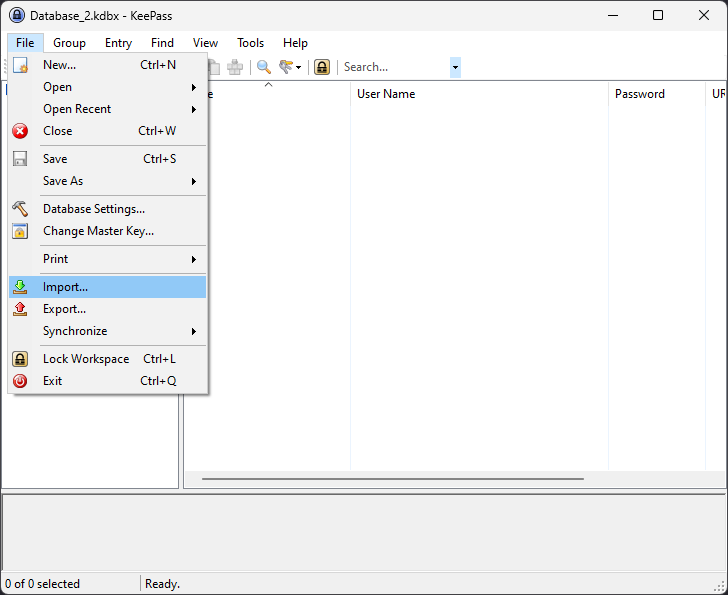 Database_2.kdbx - KeePass
File Group Entry Find View Tools Help
New... Ctrl+N
Search...
Open
e User Name Password UR
Open Recent
Close Ctrl+W
Save Ctrl+S
Save As
Database Settings...
Change Master Key...
Print
Import...
Export...
Synchronize
Lock Workspace Ctrl+L
Exit Ctrl+Q
0 of 0 selected Ready.